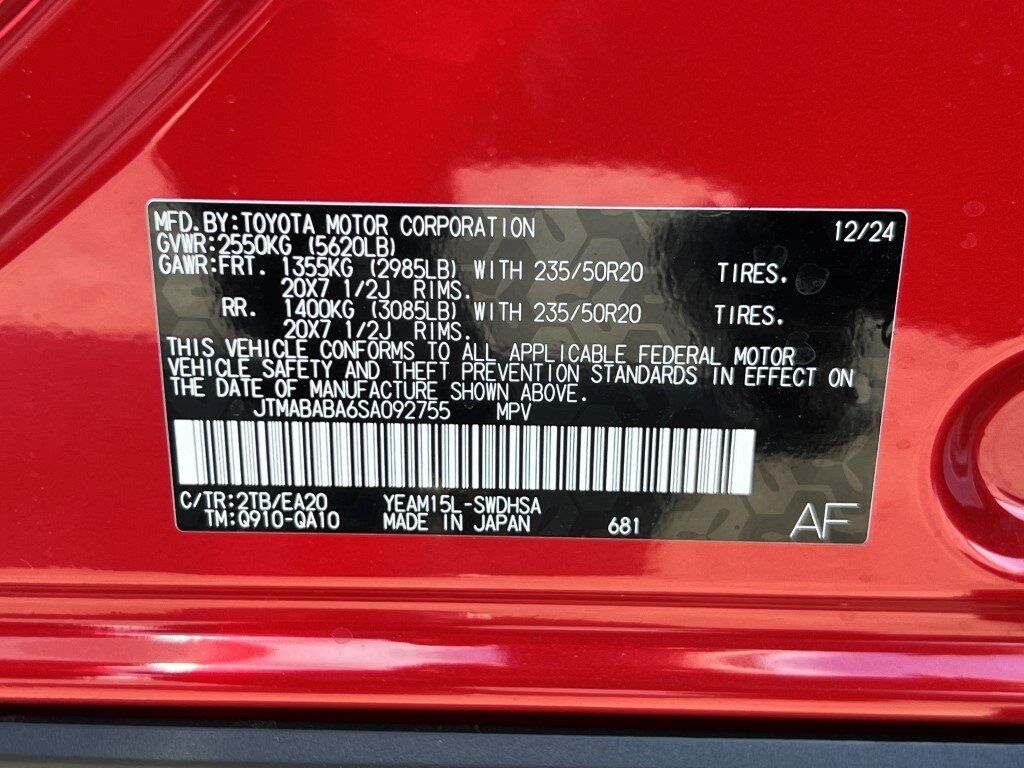 MFD.BY:TOYOTA MOTOR CORPORATION 12/24
GVWR:2550KG (5620LB)
GAWR:FRT. 1355KG (2985LB) WITH 235/50R20 TIRES.
20X7 1/2J RIMS.
RR. 1400KG (3085LB) WITH 235/50R20 TIRES.
20X7 1/2J RIMS.
THIS VEHICLE CONFORMS TO ALL APPLICABLE FEDERAL MOTOR
VEHICLE SAFETY AND THEFT PREVENTION STANDARDS IN EFFECT ON
THE DATE OF MANUFACTURE SHOWN ABOVE.
JTMABABA6SA092755 MPV
C/TR:2TB/EA20 YEAM15L-SWDHSA
TM:Q910-QA10 MADE IN JAPAN 681 AF